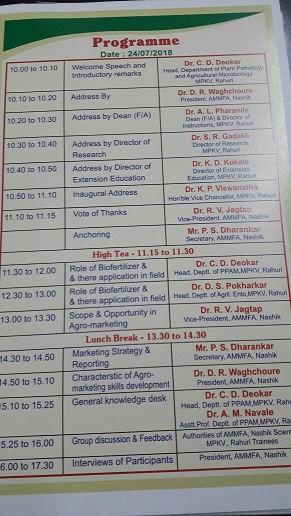 Programme
Date : 24/07/2018
10.00 to 10.10 Welcome Speech and Introductory remarks Dr. C. D. Deokar
Head, Department of Plant Pathology
and Agricultural Microbiology
MPKV, Rahuri
10.10 to 10.20 Address By Dr. D. R. Waghchoure
President, AMMFA, Nashik
10.20 to 10.30 Address by Dean (F/A) Dr. A. L. Pharande
Dean (F/A) & Director of
Instructions, MPKV, Rahuri
10.30 to 10.40 Address by Director of Research Dr. S. R. Gadakh
Director of Research,
MPKV, Rahuri
10.40 to 10.50 Address by Director of Extension Education Dr. K. D. Kokate
Director of Extension
Education, MPKV, Rahuri
10.50 to 11.10 Inaugural Address Dr. K. P. Viswanatha
Hon'ble Vice Chancellor, MPKV, Rahuri
11.10 to 11.15 Vote of Thanks Dr. R. V. Jagtap
Vice-President, AMMFA, Nashik
Anchoring Mr. P. S. Dharankar
Secretary, AMMFA, Nashik
High Tea - 11.15 to 11.30
11.30 to 12.00 Role of Biofertilizer &
& there application in field Dr. C. D. Deokar
Head, Deptt. of PPAM,MPKV, Rahuri
12.30 to 13.00 Role of Biofertilizer &
& there application in field Dr. D. S. Pokharkar
Head, Deptt. of Agril. Ento,MPKV, Rahuri
13.00 to 13.30 Scope & Opportunity in
Agro-marketing Dr. R. V. Jagtap
Vice-President, AMMFA, Nashik
Lunch Break - 13.30 to 14.30
14.30 to 14.50 Marketing Strategy &
Reporting Mr. P. S. Dharankar
Secretary, AMMFA, Nashik
14.50 to 15.10 Characterstic of Agro-
marketing skills development Dr. D. R. Waghchoure
President, AMMFA, Nashik
5.10 to 15.25 General knowledge desk Dr. C. D. Deokar
Head, Deptt. of PPAM,MPKV, Rah
Dr. A. M. Navale
Asstt.Prof. Deptt. of PPAM,MPKV, Ra
5.25 to 16.00 Group discussion & Feedback Authorities of AMMFA, Nashik Scien
MPKV., Rahuri Trainees
6.00 to 17.30 Interviews of Participants President, AMMFA, Nashik